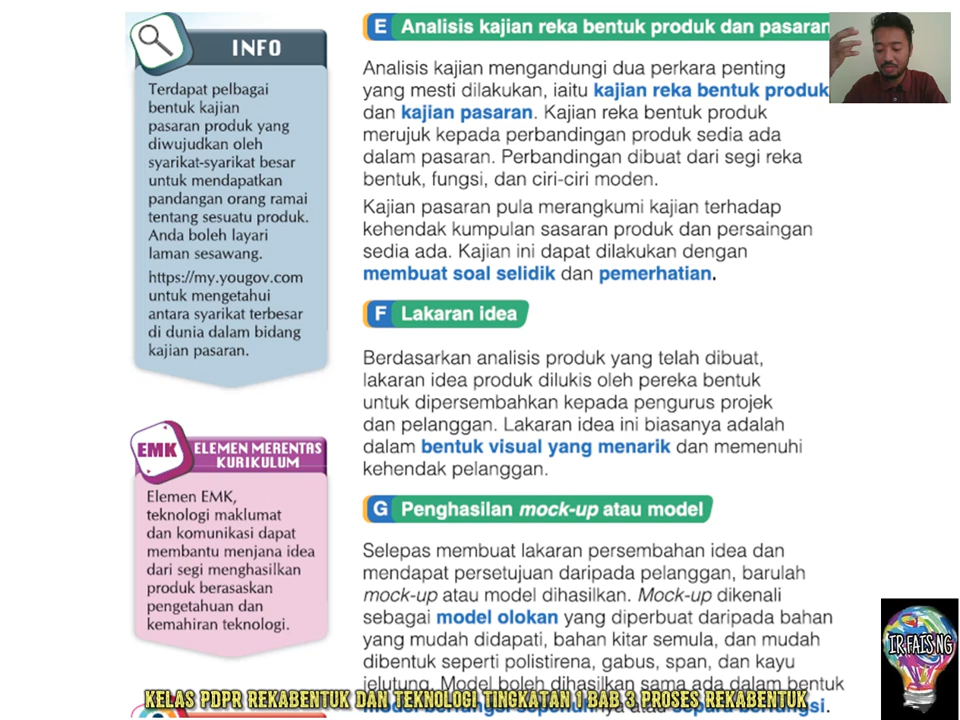 INFO
Terdapat pelbagai
bentuk kajian
pasaran produk yang
diwujudkan oleh
syarikat-syarikat besar
untuk mendapatkan
pandangan orang ramai
tentang sesuatu produk.
Anda boleh layari
laman sesawang.
https://my.yougov.com
untuk mengetahui
antara syarikat terbesar
di dunia dalam bidang
kajian pasaran.
EMK
ELEMEN MERENTAS
KURIKULUM
Elemen EMK,
teknologi maklumat
dan komunikasi dapat
membantu menjana idea
dari segi menghasilkan
produk berasaskan
pengetahuan dan
kemahiran teknologi.
E Analisis kajian reka bentuk produk dan pasaran
Analisis kajian mengandungi dua perkara penting
yang mesti dilakukan, iaitu kajian reka bentuk produk
dan kajian pasaran. Kajian reka bentuk produk
merujuk kepada perbandingan produk sedia ada
dalam pasaran. Perbandingan dibuat dari segi reka
bentuk, fungsi, dan ciri-ciri moden.
Kajian pasaran pula merangkumi kajian terhadap
kehendak kumpulan sasaran produk dan persaingan
sedia ada. Kajian ini dapat dilakukan dengan
membuat soal selidik dan pemerhatian.
F Lakaran idea
Berdasarkan analisis produk yang telah dibuat,
lakaran idea produk dilukis oleh pereka bentuk
untuk dipersembahkan kepada pengurus projek
dan pelanggan. Lakaran idea ini biasanya adalah
dalam bentuk visual yang menarik dan memenuhi
kehendak pelanggan.
G Penghasilan mock-up atau model
Selepas membuat lakaran persembahan idea dan
mendapat persetujuan daripada pelanggan, barulah
mock-up atau model dihasilkan. Mock-up dikenali
sebagai model olokan yang diperbuat daripada bahan
yang mudah didapati, bahan kitar semula, dan mudah
dibentuk seperti polistirena, gabus, span, dan kayu
jelutung. Model boleh dihasilkan sama ada dalam bentuk
model berfungsi sepenuhnya atau separa berfungsi.
KELAS PDPR REKABENTUK DAN TEKNOLOGI TINGKATAN 1 BAB 3 PROSES REKABENTUK
IR FAIS NG